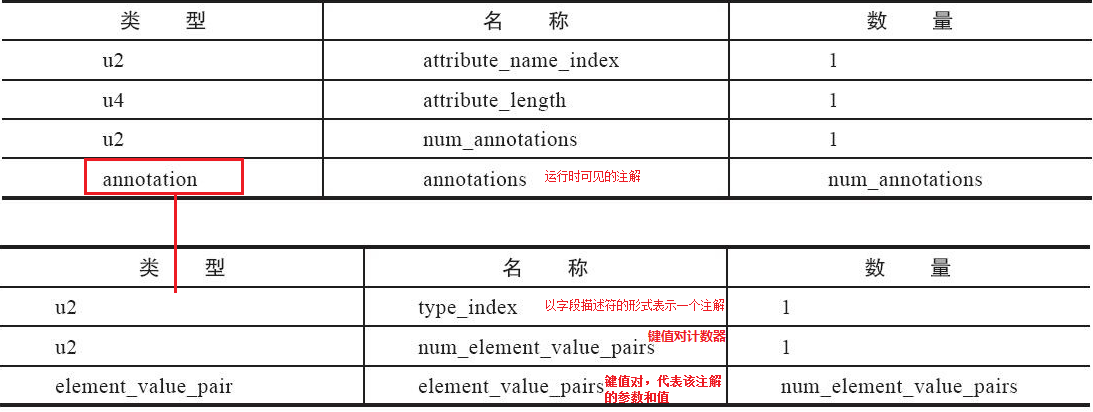 类 型 名 称 数 量
u2 attribute_name_index 1
u4 attribute_length 1
u2 num_annotations 1
annotation annotations 运行时可见的注解 num_annotations
类 型 名 称 数 量
u2 type_index 以字段描述符的形式表示一个注解 1
键值对计数器
u2 num_element_value_pairs 1
element_value_pair element_value_pairs 键值对，代表该注解 num_element_value_pairs
的参数和值